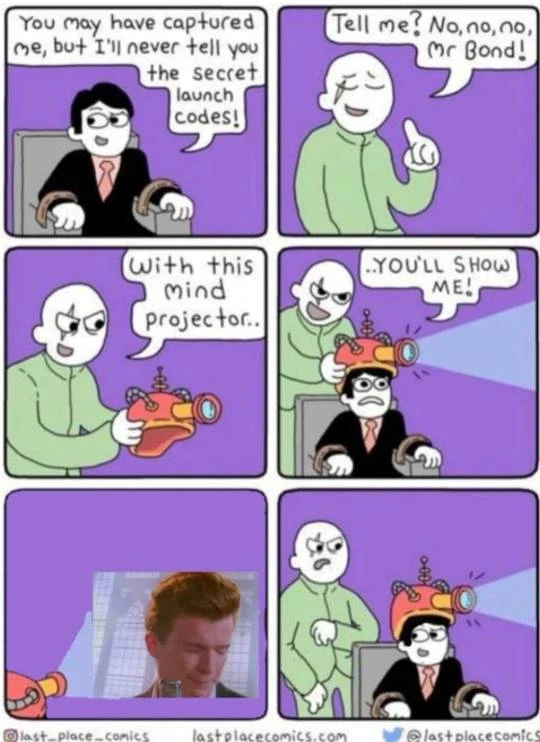 You may have captured
me, but I'll never tell you
the secret
launch
codes!
Tell me? No, no, no,
Mr Bond!
With this
mind
projector..
..YOU'LL SHOW
ME!
@last_place_comics
lastplacecomics.com
@lastplacecomics